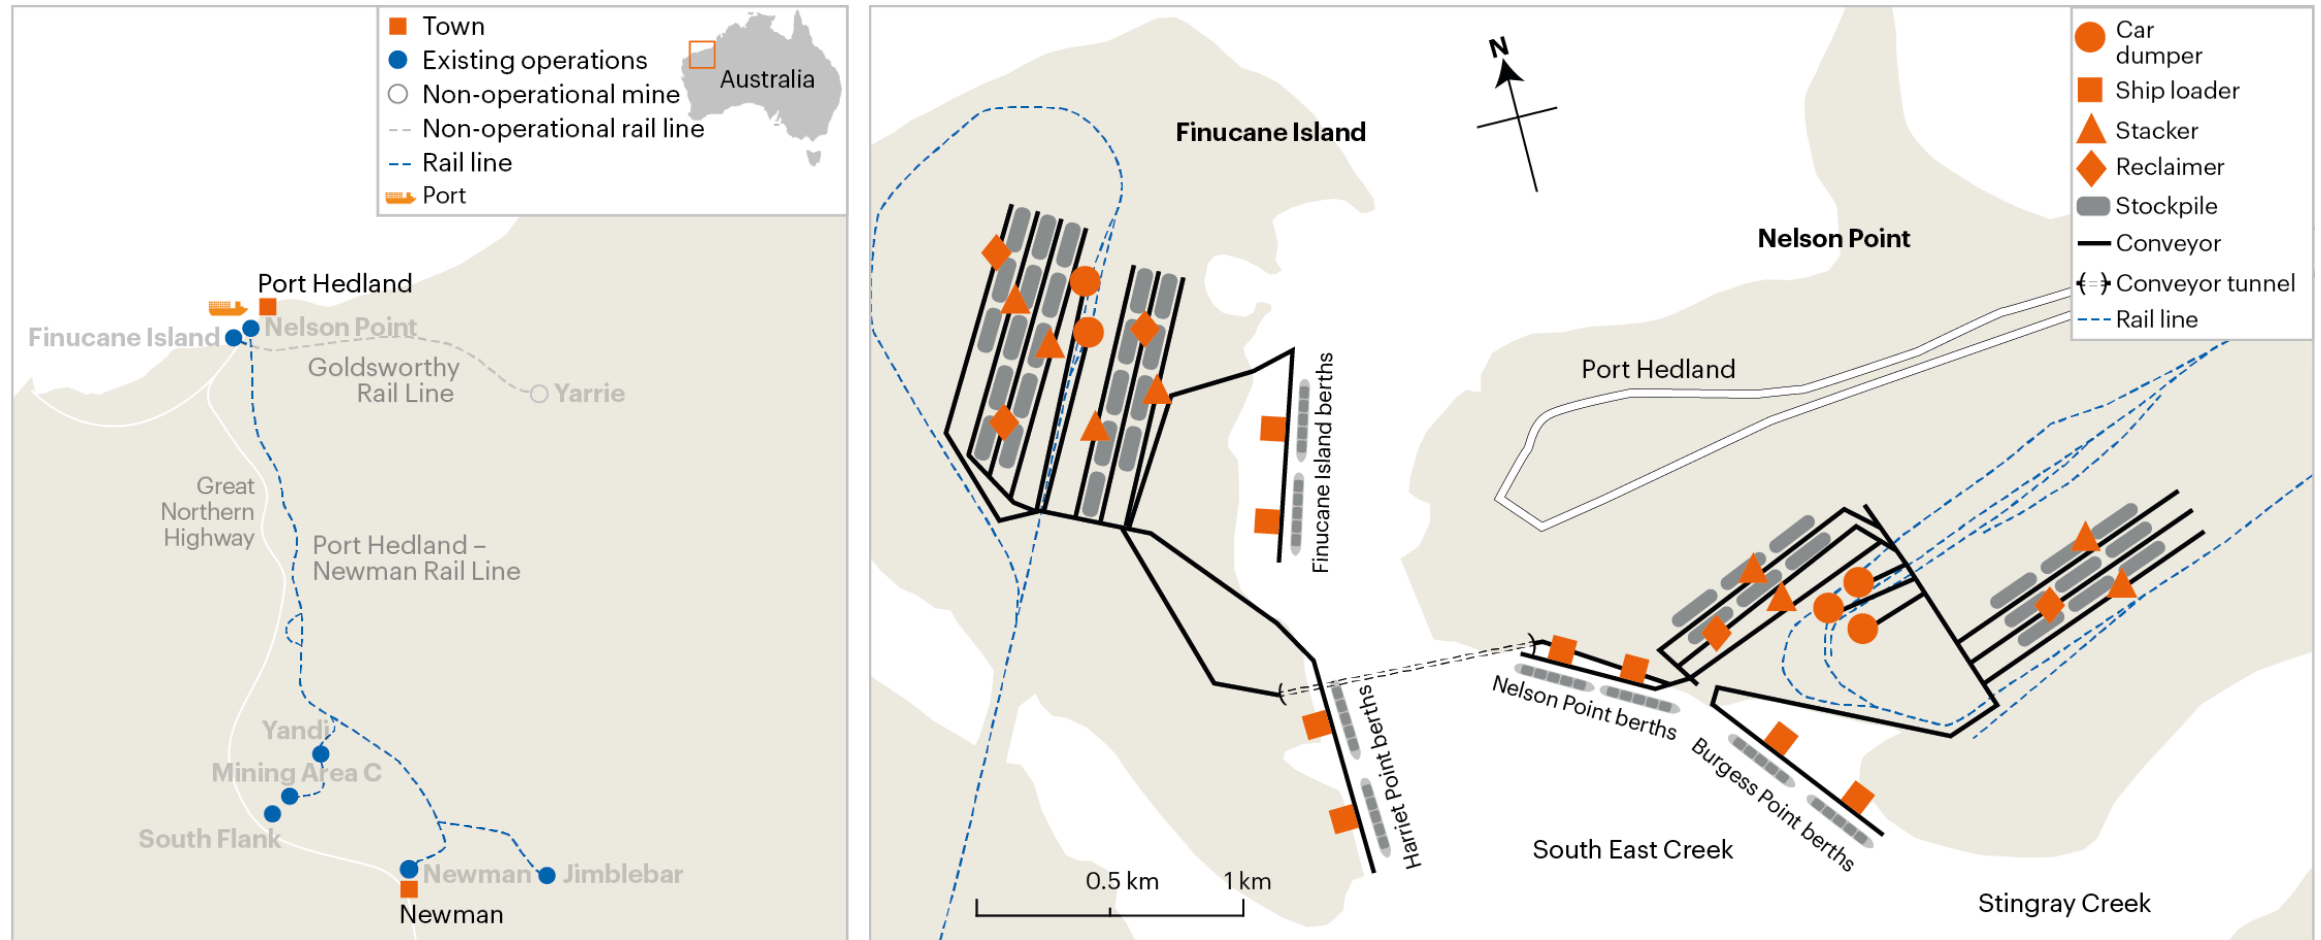 Town
Existing operations
Non-operational mine
Non-operational rail line
Rail line
Port
Australia
Port Hedland
Nelson Point
Finucane Island
Goldsworthy
Rail Line
Yarrie
Great
Northern
Highway
Port Hedland –
Newman Rail Line
Yandi
Mining Area C
South Flank
Newman
Jimblebar
Newman
Car
dumper
Ship loader
Stacker
Reclaimer
Stockpile
Conveyor
Conveyor tunnel
Rail line
N
Finucane Island
Nelson Point
Port Hedland
Finucane Island berths
Nelson Point berths
Harriet Point berths
Burgess Point berths
South East Creek
Stingray Creek
0.5 km
1 km